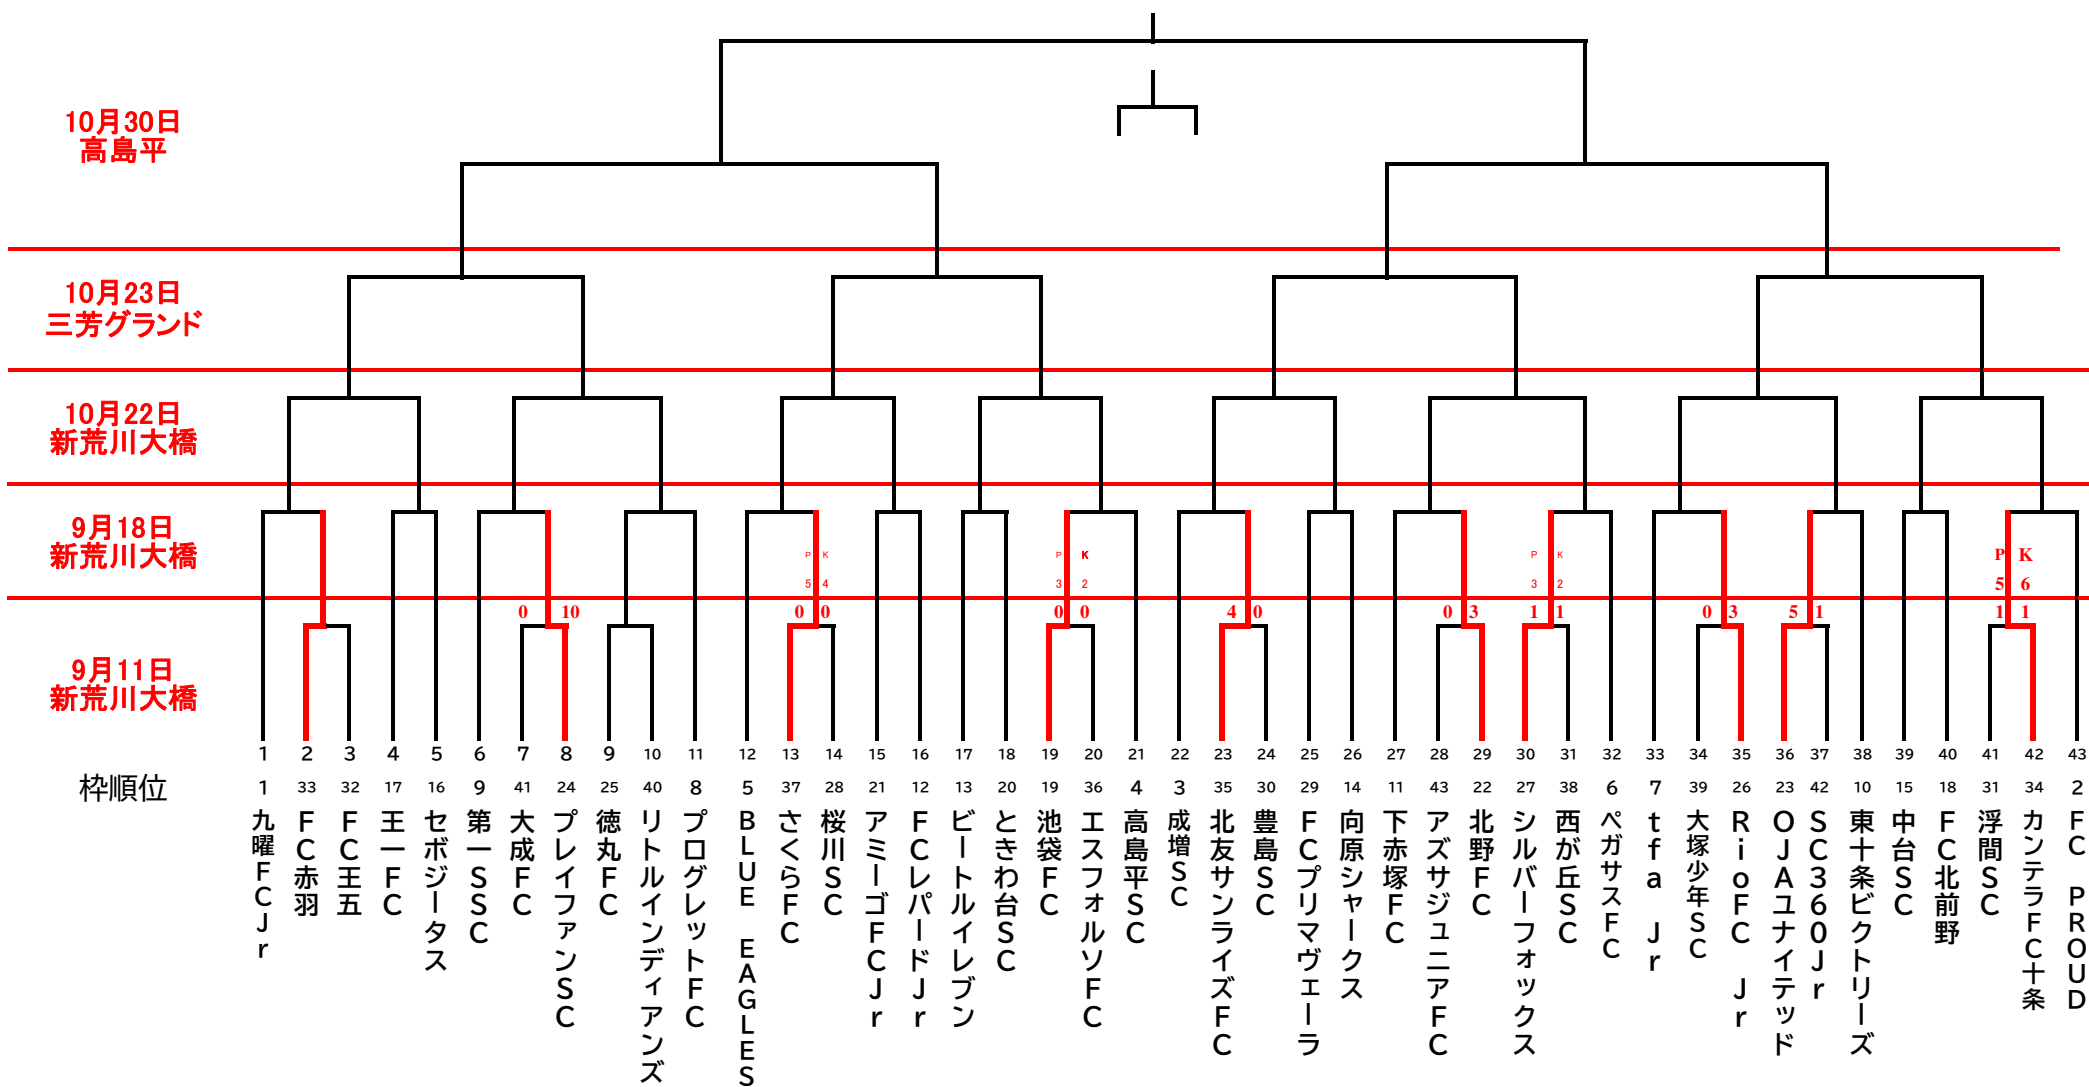 10月30日
高島平
10月23日
三芳グランド
10月22日
新荒川大橋
9月18日
新荒川大橋
P K
5 4
P K
3 2
P K
3 2
P K
5 6
0 10
0 0
0 0
4 0
0 3
1 1
0 3
5 1
1 1
9月11日
新荒川大橋
1 2 3 4 5 6 7 8 9 10 11 12 13 14 15 16 17 18 19 20 21 22 23 24 25 26 27 28 29 30 31 32 33 34 35 36 37 38 39 40 41 42 43
枠順位 1 33 32 17 16 9 41 24 25 40 8 5 37 28 21 12 13 20 19 36 4 3 35 30 29 14 11 43 22 27 38 6 7 39 26 23 42 10 15 18 31 34 2
九曜FCJr
FC赤羽
FC王五
王一FC
セボジータス
第一SSC
大成FC
プレイファンSC
徳丸FC
リトルインディアンズ
プログレットFC
BLUE EAGLES
さくらFC
桜川SC
アミーゴFCJr
FCレパードJr
ビートルイレブン
ときわ台SC
池袋FC
エスフォルソFC
高島平SC
成増SC
北友サンライズFC
豊島SC
FCプリマヴェーラ
向原シャークス
下赤塚FC
アズサジュニアFC
北野FC
シルバーフォックス
西が丘SC
ペガサスFC
tfa Jr
大塚少年SC
RioFC Jr
OJAユナイテッド
SC360Jr
東十条ビクトリーズ
中台SC
FC北前野
浮間SC
カンテラFC十条
FC PROUD